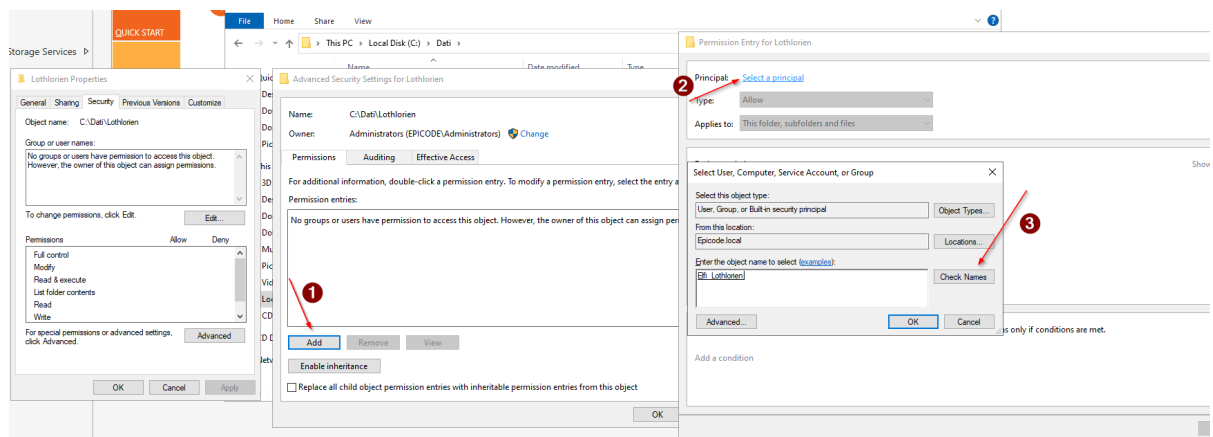 QUICK START
Storage Services
File Home Share View
This PC > Local Disk (C:) > Dati >
Name Date modified Type
Lothlorien Properties
General Sharing Security Previous Versions Customize
Object name: C:\Dati\Lothlorien
Group or user names:
No groups or users have permission to access this object.
However, the owner of this object can assign permissions.
To change permissions, click Edit.
Edit...
Permissions Allow Deny
Full control
Modify
Read & execute
List folder contents
Read
Write
For special permissions or advanced settings,
click Advanced.
Advanced
OK Cancel Apply
Advanced Security Settings for Lothlorien
Name: C:\Dati\Lothlorien
Owner: Administrators (EPICODE\Administrators) Change
Permissions Auditing Effective Access
For additional information, double-click a permission entry. To modify a permission entry, select the entry a
Permission entries:
No groups or users have permission to access this object. However, the owner of this object can assign per
1
Add Remove View
Enable inheritance
Replace all child object permission entries with inheritable permission entries from this object
OK
Permission Entry for Lothlorien
2
Principal: Select a principal
Type: Allow
Applies to: This folder, subfolders and files
Show
Select User, Computer, Service Account, or Group
Select this object type:
User, Group, or Built-in security principal
Object Types...
From this location:
Epicode.local
Locations...
Enter the object name to select (examples):
Elfi_Lothlorien
Check Names
3
Advanced... OK Cancel
s only if conditions are met.
Add a condition